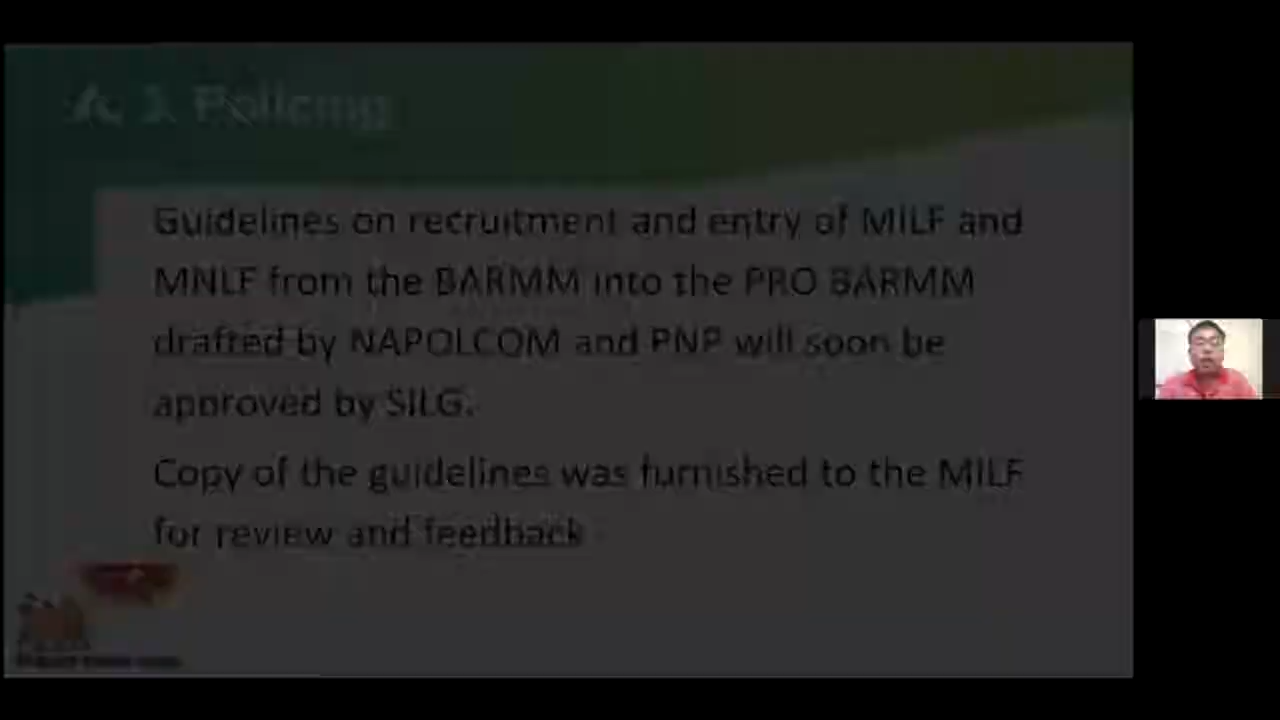 Policing
Guidelines on recruitment and entry of MILF and
MNLF from the BARMM into the PRO BARMM
drafted by NAPOLCOM and PNP will soon be
approved by SILG.
Copy of the guidelines was furnished to the MILF
for review and feedback